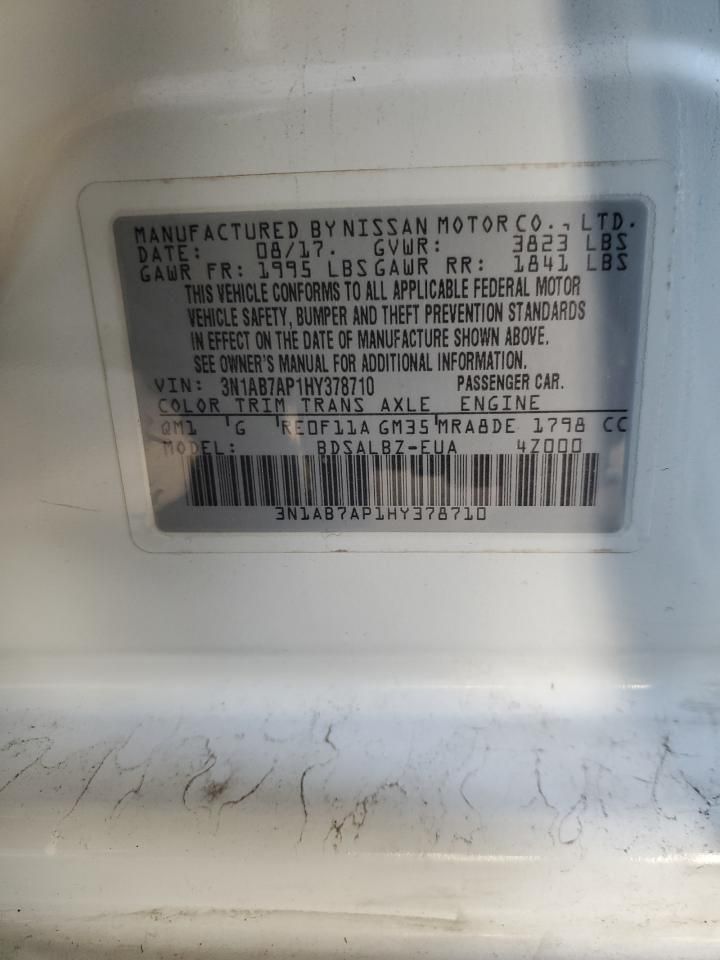 MANUFACTURED BY NISSAN MOTOR CO., LTD.
DATE: 08/17. GVWR: 3823 LBS
GAWR FR: 1995 LBS GAWR RR: 1841 LBS
THIS VEHICLE CONFORMS TO ALL APPLICABLE FEDERAL MOTOR
VEHICLE SAFETY, BUMPER AND THEFT PREVENTION STANDARDS
IN EFFECT ON THE DATE OF MANUFACTURE SHOWN ABOVE.
SEE OWNER'S MANUAL FOR ADDITIONAL INFORMATION.
VIN: 3N1AB7AP1HY378710 PASSENGER CAR.
COLOR TRIM TRANS AXLE ENGINE
QM1 G RE0F11A GM35 MRA8DE 1798 CC
MODEL: BDSALBZ-EUA 4Z000
3N1AB7AP1HY378710